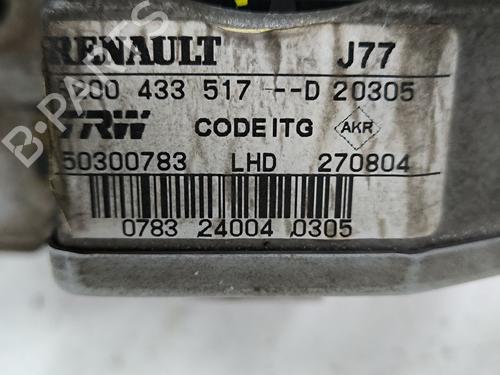 RENAULT J77
200 433 517 --D 20305
TRW CODE ITG AKR
50300783 LHD 270804
0783 24004 0305
B-PARTS